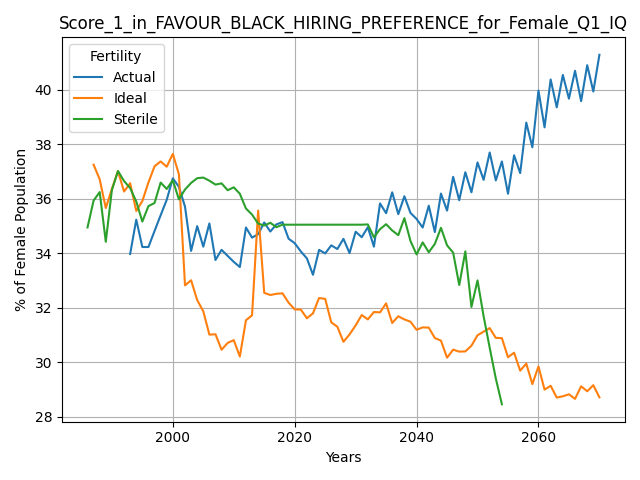 Score_1_in_FAVOUR_BLACK_HIRING_PREFERENCE_for_Female_Q1_IQ
Fertility
Actual
Ideal
Sterile
% of Female Population
40
38
36
34
32
30
28
2000
2020
2040
2060
Years